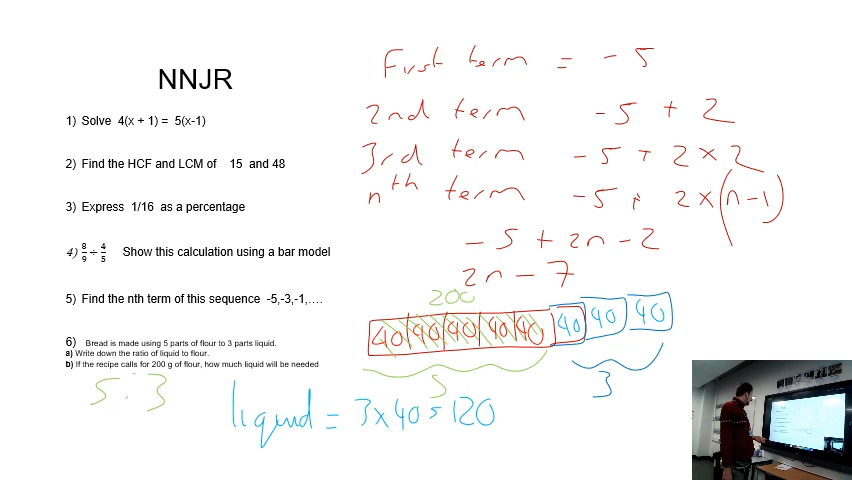 NNJR
1) Solve 4(x + 1) = 5(x-1)
2) Find the HCF and LCM of 15 and 48
3) Express 1/16 as a percentage
4) 8/9 ÷ 4/5 Show this calculation using a bar model
5) Find the nth term of this sequence -5,-3,-1,....
6) Bread is made using 5 parts of flour to 3 parts liquid.
a) Write down the ratio of liquid to flour.
b) If the recipe calls for 200 g of flour, how much liquid will be needed
5 : 3
First term = - 5
2nd term -5 + 2
3rd term -5 + 2 x 2
nth term -5 + 2 x (n - 1)
- 5 + 2n - 2
2n - 7
200
40 40 40 40 40 40 40 40
5 3
liquid = 3 x 40 = 120